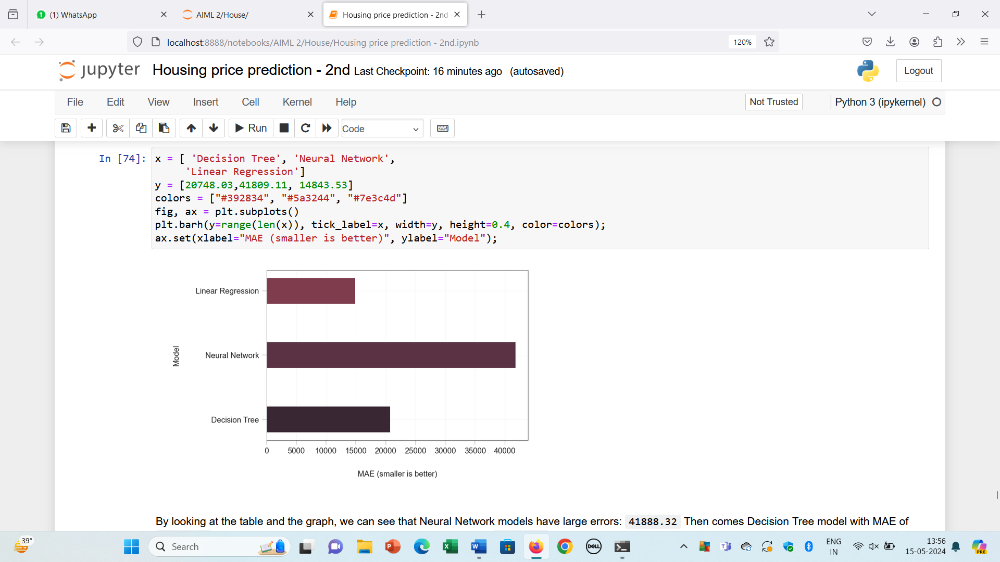 (1) WhatsApp
AIML 2/House/
Housing price prediction - 2nd
localhost:8888/notebooks/AIML 2/House/Housing price prediction - 2nd.ipynb
120%
jupyter Housing price prediction - 2nd Last Checkpoint: 16 minutes ago (autosaved)
Logout
File Edit View Insert Cell Kernel Help
Not Trusted
Python 3 (ipykernel)
Run
Code
In [74]:
x = [ 'Decision Tree', 'Neural Network',
'Linear Regression']
y = [20748.03,41809.11, 14843.53]
colors = ["#392834", "#5a3244", "#7e3c4d"]
fig, ax = plt.subplots()
plt.barh(y=range(len(x)), tick_label=x, width=y, height=0.4, color=colors);
ax.set(xlabel="MAE (smaller is better)", ylabel="Model");
Linear Regression
Model
Neural Network
Decision Tree
0 5000 10000 15000 20000 25000 30000 35000 40000
MAE (smaller is better)
By looking at the table and the graph, we can see that Neural Network models have large errors: 41888.32 Then comes Decision Tree model with MAE of
39°
Search
DELL
ENG
IN
13:56
15-05-2024
PRE